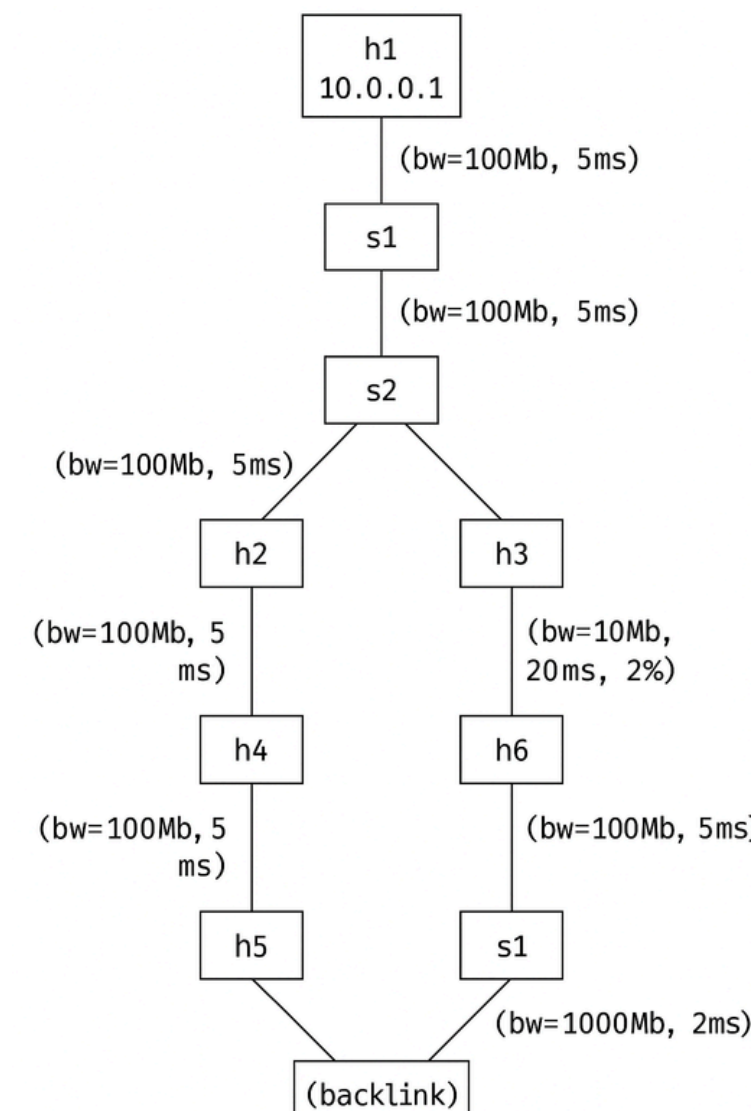 h1
10.0.0.1
(bw=100Mb, 5ms)
s1
(bw=100Mb, 5ms)
s2
(bw=100Mb, 5ms)
h2
h3
(bw=100Mb, 5
ms)
(bw=10Mb,
20ms, 2%)
h4
h6
(bw=100Mb, 5
ms)
(bw=100Mb, 5ms)
h5
s1
(bw=1000Mb, 2ms)
(backlink)